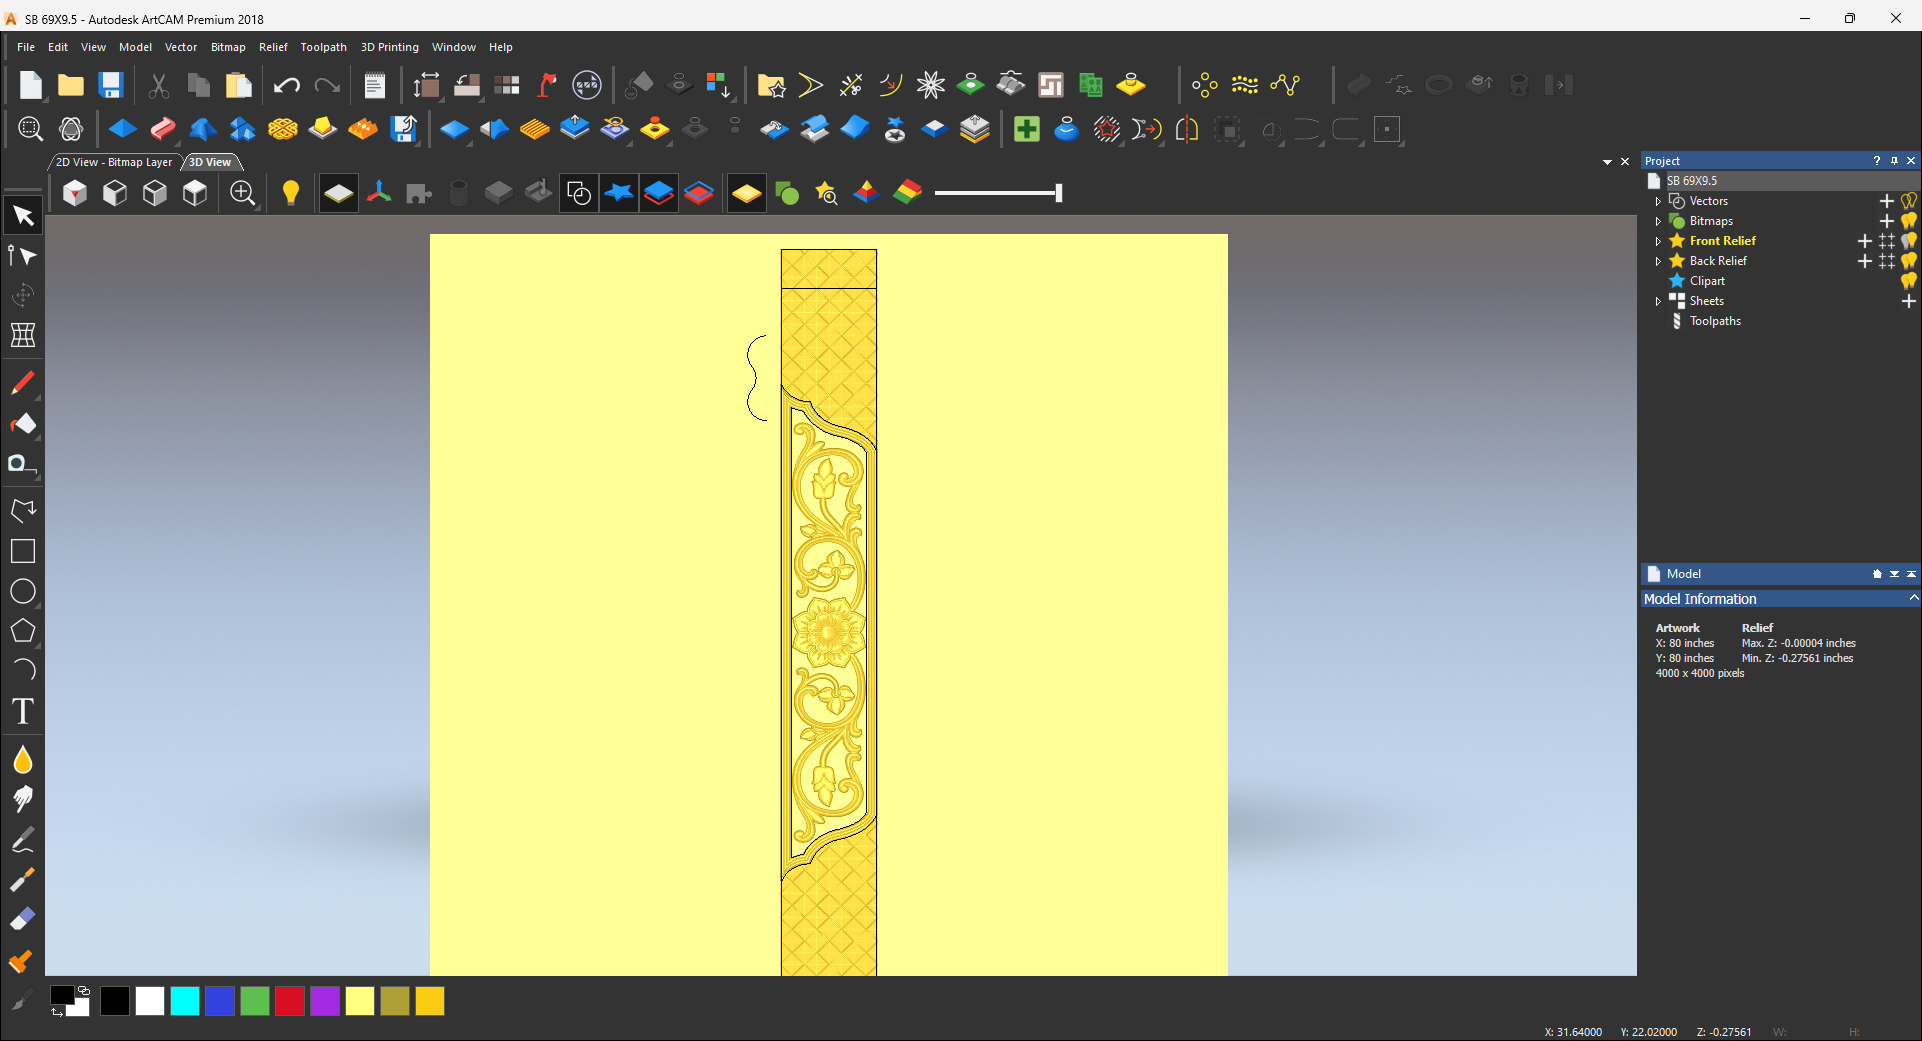 SB 69X9.5 - Autodesk ArtCAM Premium 2018
File Edit View Model Vector Bitmap Relief Toolpath 3D Printing Window Help
2D View - Bitmap Layer 3D View
Project
SB 69X9.5
Vectors
Bitmaps
Front Relief
Back Relief
Clipart
Sheets
Toolpaths
Model
Model Information
Artwork Relief
X: 80 inches Max. Z: -0.00004 inches
Y: 80 inches Min. Z: -0.27561 inches
4000 x 4000 pixels
T
X: 31.64000 Y: 22.02000 Z: -0.27561 W: H: